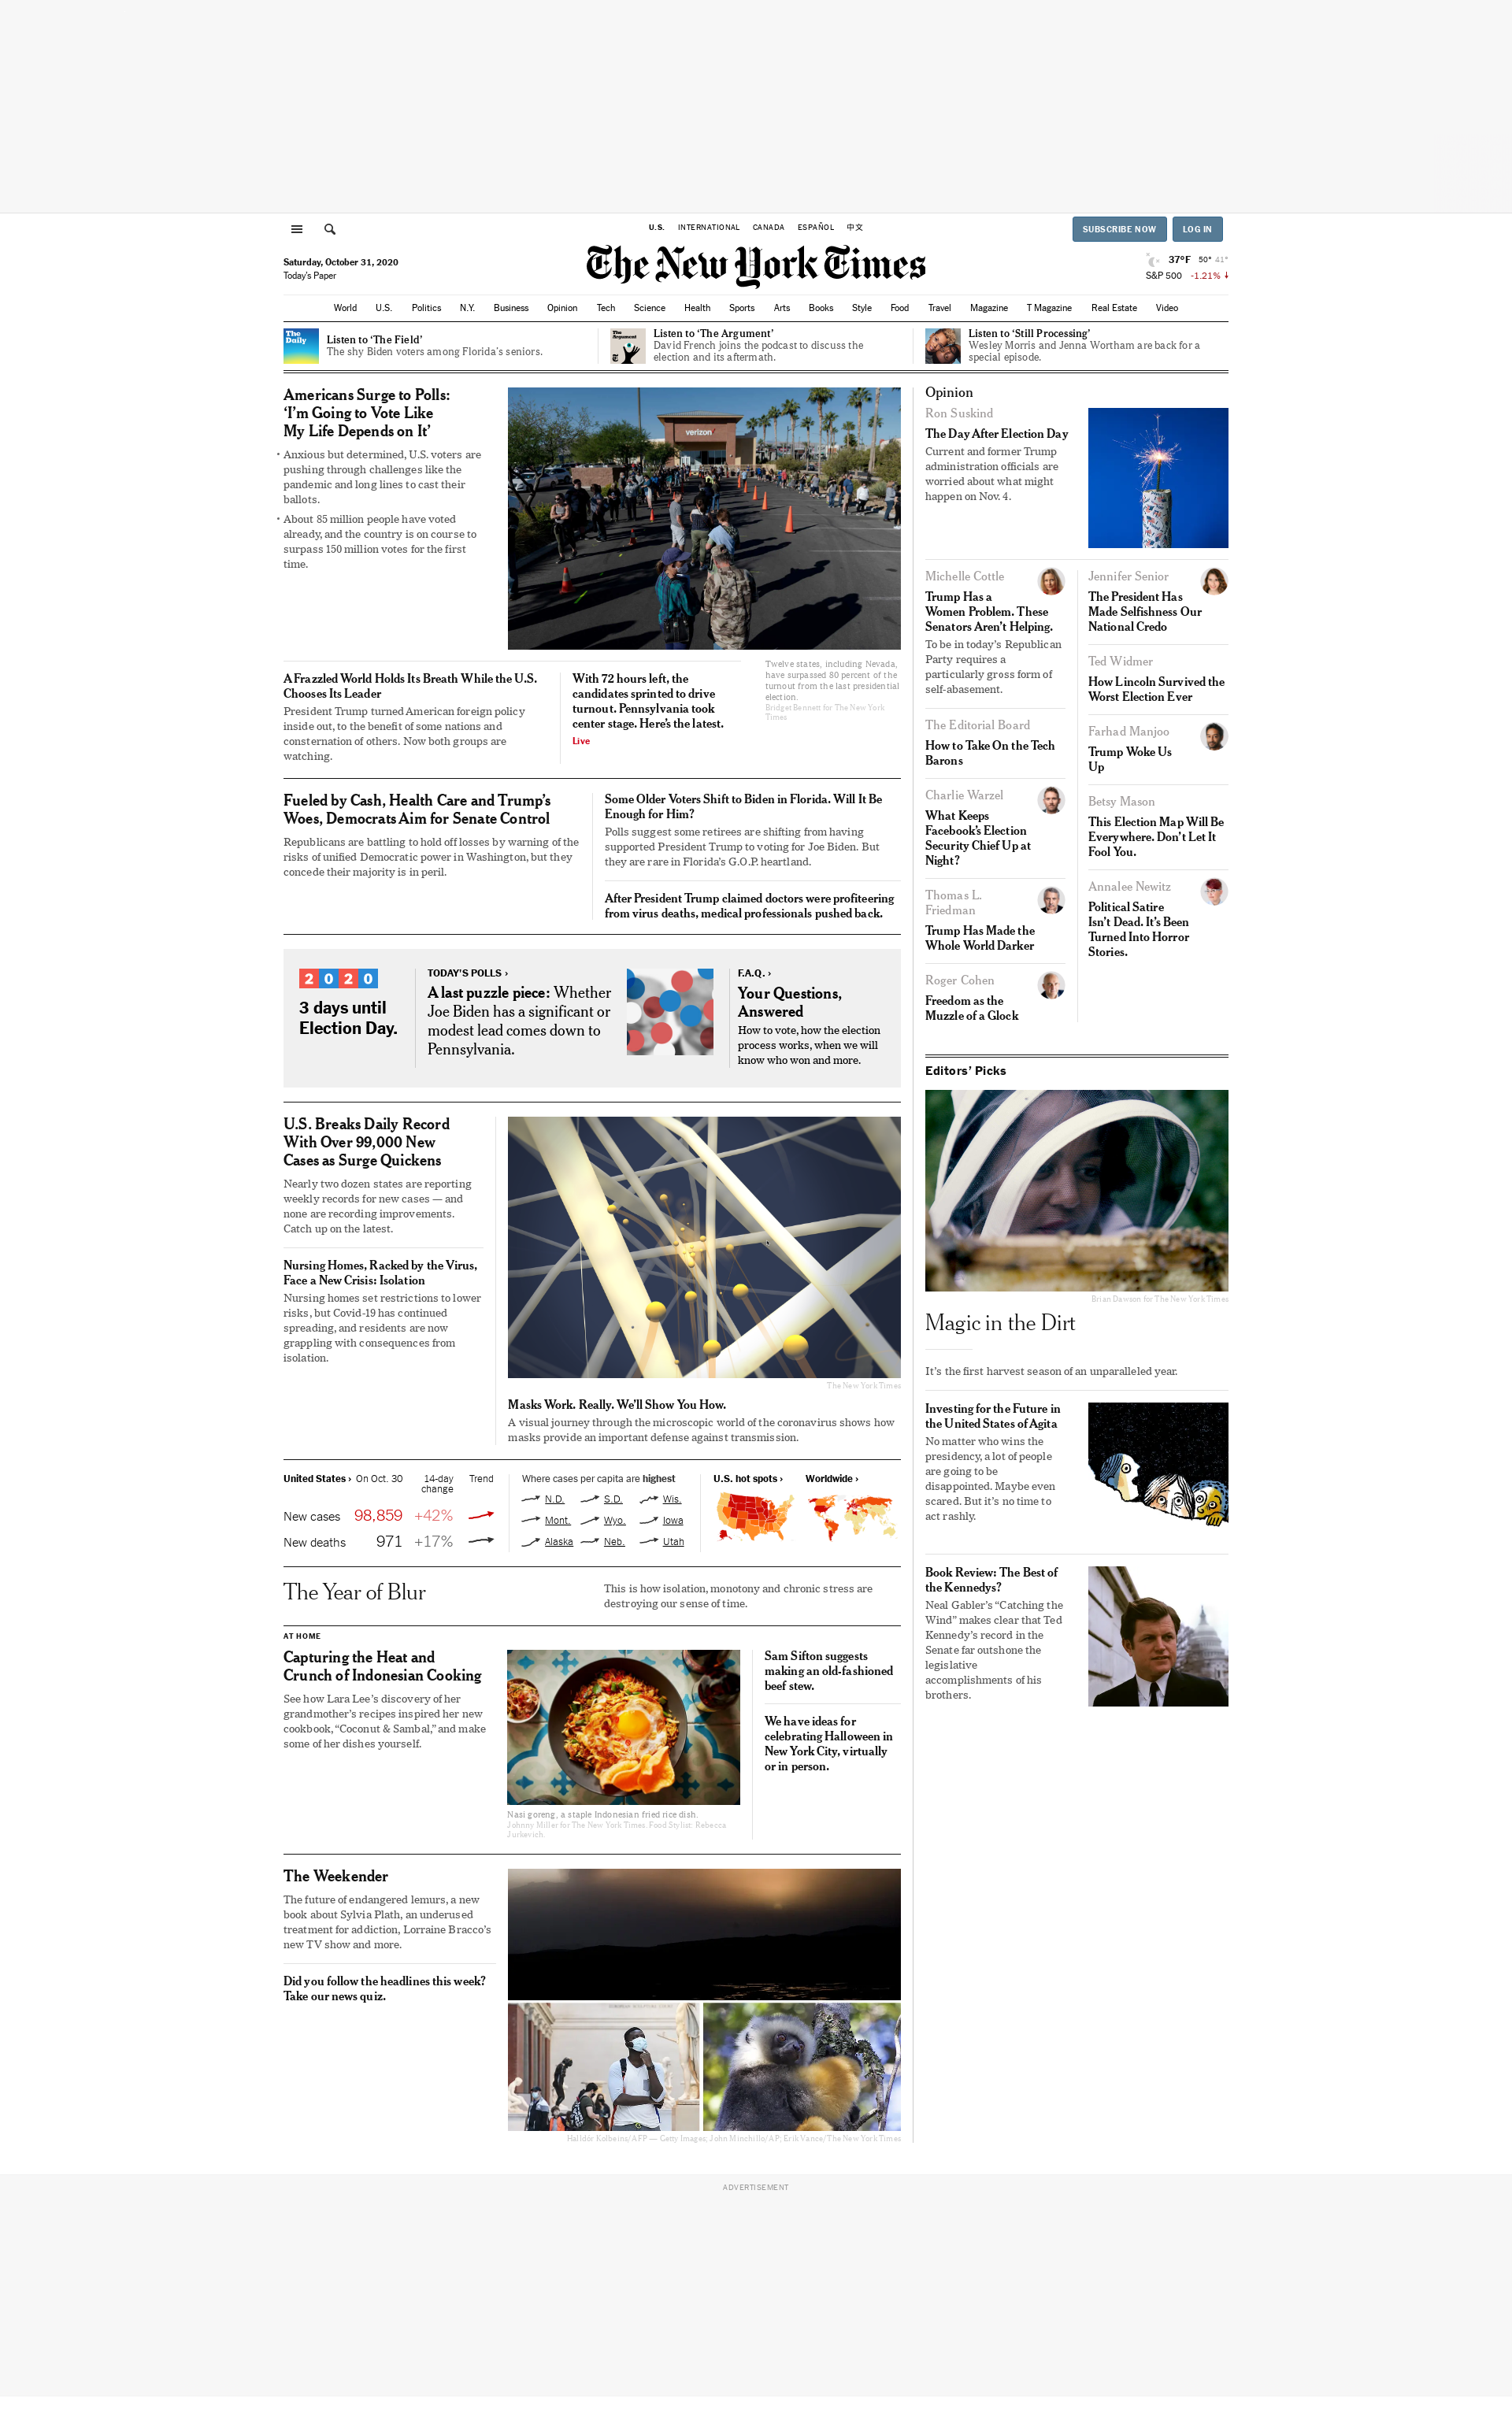 U.S. INTERNATIONAL CANADA ESPAÑOL 中文
SUBSCRIBE NOW LOG IN
Saturday, October 31, 2020
Today's Paper
The New York Times
37°F 50° 41°
S&P 500 -1.21%
World U.S. Politics N.Y. Business Opinion Tech Science Health Sports Arts Books Style Food Travel Magazine T Magazine Real Estate Video
The
Daily
Listen to ‘The Field’
The shy Biden voters among Florida's seniors.
The
Argument
Listen to ‘The Argument’
David French joins the podcast to discuss the
election and its aftermath.
Listen to ‘Still Processing’
Wesley Morris and Jenna Wortham are back for a
special episode.
Americans Surge to Polls:
‘I’m Going to Vote Like
My Life Depends on It’
• Anxious but determined, U.S. voters are
pushing through challenges like the
pandemic and long lines to cast their
ballots.
• About 85 million people have voted
already, and the country is on course to
surpass 150 million votes for the first
time.
verizon
Twelve states, including Nevada,
have surpassed 80 percent of the
turnout from the last presidential
election.
Bridget Bennett for The New York
Times
A Frazzled World Holds Its Breath While the U.S.
Chooses Its Leader
President Trump turned American foreign policy
inside out, to the benefit of some nations and
consternation of others. Now both groups are
watching.
With 72 hours left, the
candidates sprinted to drive
turnout. Pennsylvania took
center stage. Here’s the latest.
Live
Fueled by Cash, Health Care and Trump’s
Woes, Democrats Aim for Senate Control
Republicans are battling to hold off losses by warning of the
risks of unified Democratic power in Washington, but they
concede their majority is in peril.
Some Older Voters Shift to Biden in Florida. Will It Be
Enough for Him?
Polls suggest some retirees are shifting from having
supported President Trump to voting for Joe Biden. But
they are rare in Florida’s G.O.P. heartland.
After President Trump claimed doctors were profiteering
from virus deaths, medical professionals pushed back.
2020
3 days until
Election Day.
TODAY’S POLLS ›
A last puzzle piece: Whether
Joe Biden has a significant or
modest lead comes down to
Pennsylvania.
F.A.Q. ›
Your Questions,
Answered
How to vote, how the election
process works, when we will
know who won and more.
U.S. Breaks Daily Record
With Over 99,000 New
Cases as Surge Quickens
Nearly two dozen states are reporting
weekly records for new cases — and
none are recording improvements.
Catch up on the latest.
Nursing Homes, Racked by the Virus,
Face a New Crisis: Isolation
Nursing homes set restrictions to lower
risks, but Covid-19 has continued
spreading, and residents are now
grappling with consequences from
isolation.
The New York Times
Masks Work. Really. We’ll Show You How.
A visual journey through the microscopic world of the coronavirus shows how
masks provide an important defense against transmission.
United States › On Oct. 30 14-day
change Trend
New cases 98,859 +42%
New deaths 971 +17%
Where cases per capita are highest
N.D. S.D. Wis.
Mont. Wyo. Iowa
Alaska Neb. Utah
U.S. hot spots › Worldwide ›
The Year of Blur
This is how isolation, monotony and chronic stress are
destroying our sense of time.
AT HOME
Capturing the Heat and
Crunch of Indonesian Cooking
See how Lara Lee’s discovery of her
grandmother’s recipes inspired her new
cookbook, “Coconut & Sambal,” and make
some of her dishes yourself.
Nasi goreng, a staple Indonesian fried rice dish.
Johnny Miller for The New York Times. Food Stylist: Rebecca
Jurkevich.
Sam Sifton suggests
making an old-fashioned
beef stew.
We have ideas for
celebrating Halloween in
New York City, virtually
or in person.
The Weekender
The future of endangered lemurs, a new
book about Sylvia Plath, an underused
treatment for addiction, Lorraine Bracco’s
new TV show and more.
Did you follow the headlines this week?
Take our news quiz.
Halldór Kolbeins/AFP — Getty Images; John Minchillo/AP; Erik Vance/The New York Times
Opinion
Ron Suskind
The Day After Election Day
Current and former Trump
administration officials are
worried about what might
happen on Nov. 4.
Michelle Cottle
Trump Has a
Women Problem. These
Senators Aren’t Helping.
To be in today’s Republican
Party requires a
particularly gross form of
self-abasement.
The Editorial Board
How to Take On the Tech
Barons
Charlie Warzel
What Keeps
Facebook’s Election
Security Chief Up at
Night?
Thomas L.
Friedman
Trump Has Made the
Whole World Darker
Roger Cohen
Freedom as the
Muzzle of a Glock
Jennifer Senior
The President Has
Made Selfishness Our
National Credo
Ted Widmer
How Lincoln Survived the
Worst Election Ever
Farhad Manjoo
Trump Woke Us
Up
Betsy Mason
This Election Map Will Be
Everywhere. Don’t Let It
Fool You.
Annalee Newitz
Political Satire
Isn’t Dead. It’s Been
Turned Into Horror
Stories.
Editors’ Picks
Brian Dawson for The New York Times
Magic in the Dirt
It’s the first harvest season of an unparalleled year.
Investing for the Future in
the United States of Agita
No matter who wins the
presidency, a lot of people
are going to be
disappointed. Maybe even
scared. But it’s no time to
act rashly.
Book Review: The Best of
the Kennedys?
Neal Gabler’s “Catching the
Wind” makes clear that Ted
Kennedy’s record in the
Senate far outshone the
legislative
accomplishments of his
brothers.
ADVERTISEMENT